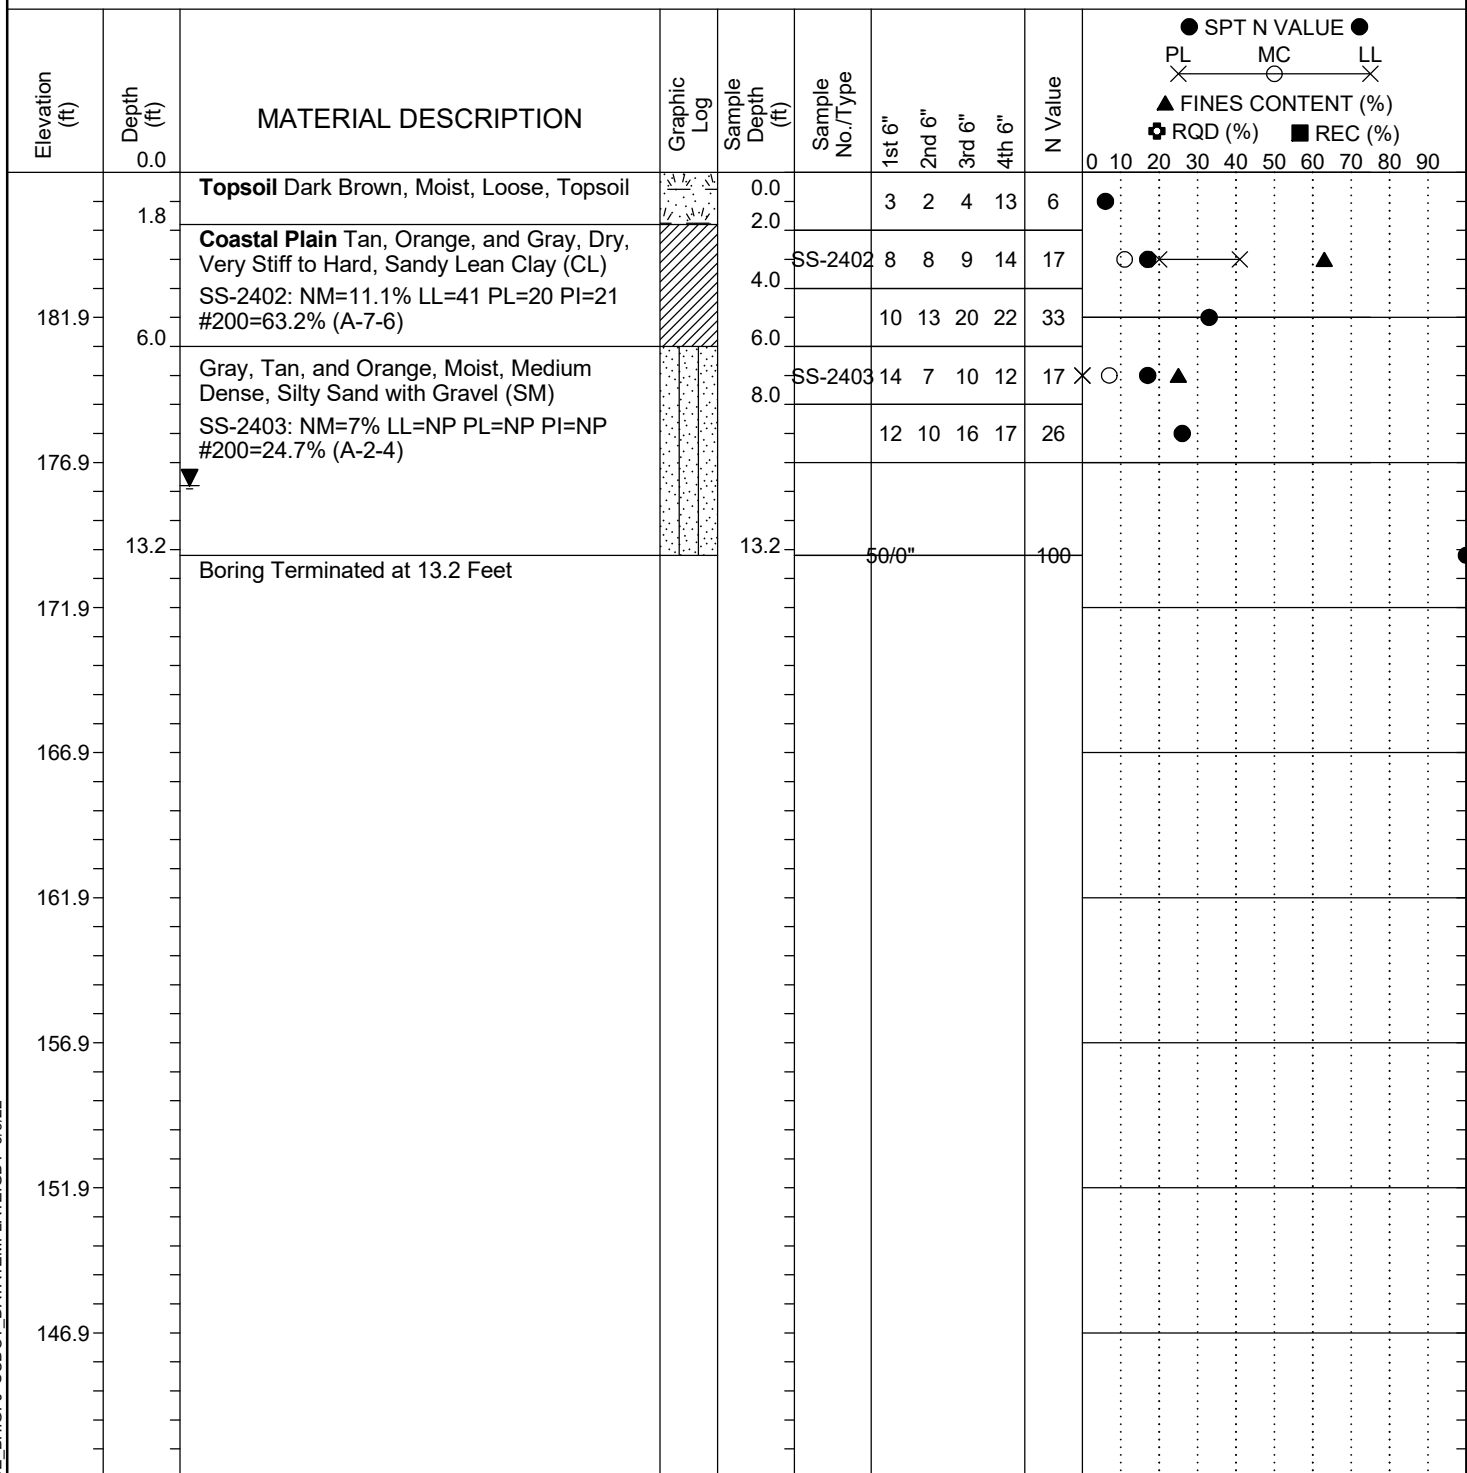 ● SPT N VALUE ●
PL MC LL
▲ FINES CONTENT (%)
RQD (%) ■ REC (%)
Elevation (ft)
Depth (ft)
MATERIAL DESCRIPTION
Graphic Log
Sample Depth (ft)
Sample No./Type
1st 6"
2nd 6"
3rd 6"
4th 6"
N Value
0.0
0 10 20 30 40 50 60 70 80 90
Topsoil Dark Brown, Moist, Loose, Topsoil
0.0
3 2 4 13 6
1.8
2.0
Coastal Plain Tan, Orange, and Gray, Dry,
Very Stiff to Hard, Sandy Lean Clay (CL)
SS-2402 8 8 9 14 17
4.0
SS-2402: NM=11.1% LL=41 PL=20 PI=21
#200=63.2% (A-7-6)
181.9
10 13 20 22 33
6.0
6.0
Gray, Tan, and Orange, Moist, Medium
Dense, Silty Sand with Gravel (SM)
SS-2403 14 7 10 12 17
8.0
SS-2403: NM=7% LL=NP PL=NP PI=NP
#200=24.7% (A-2-4)
12 10 16 17 26
176.9
13.2
13.2
50/0" 100
Boring Terminated at 13.2 Feet
171.9
166.9
161.9
156.9
151.9
146.9